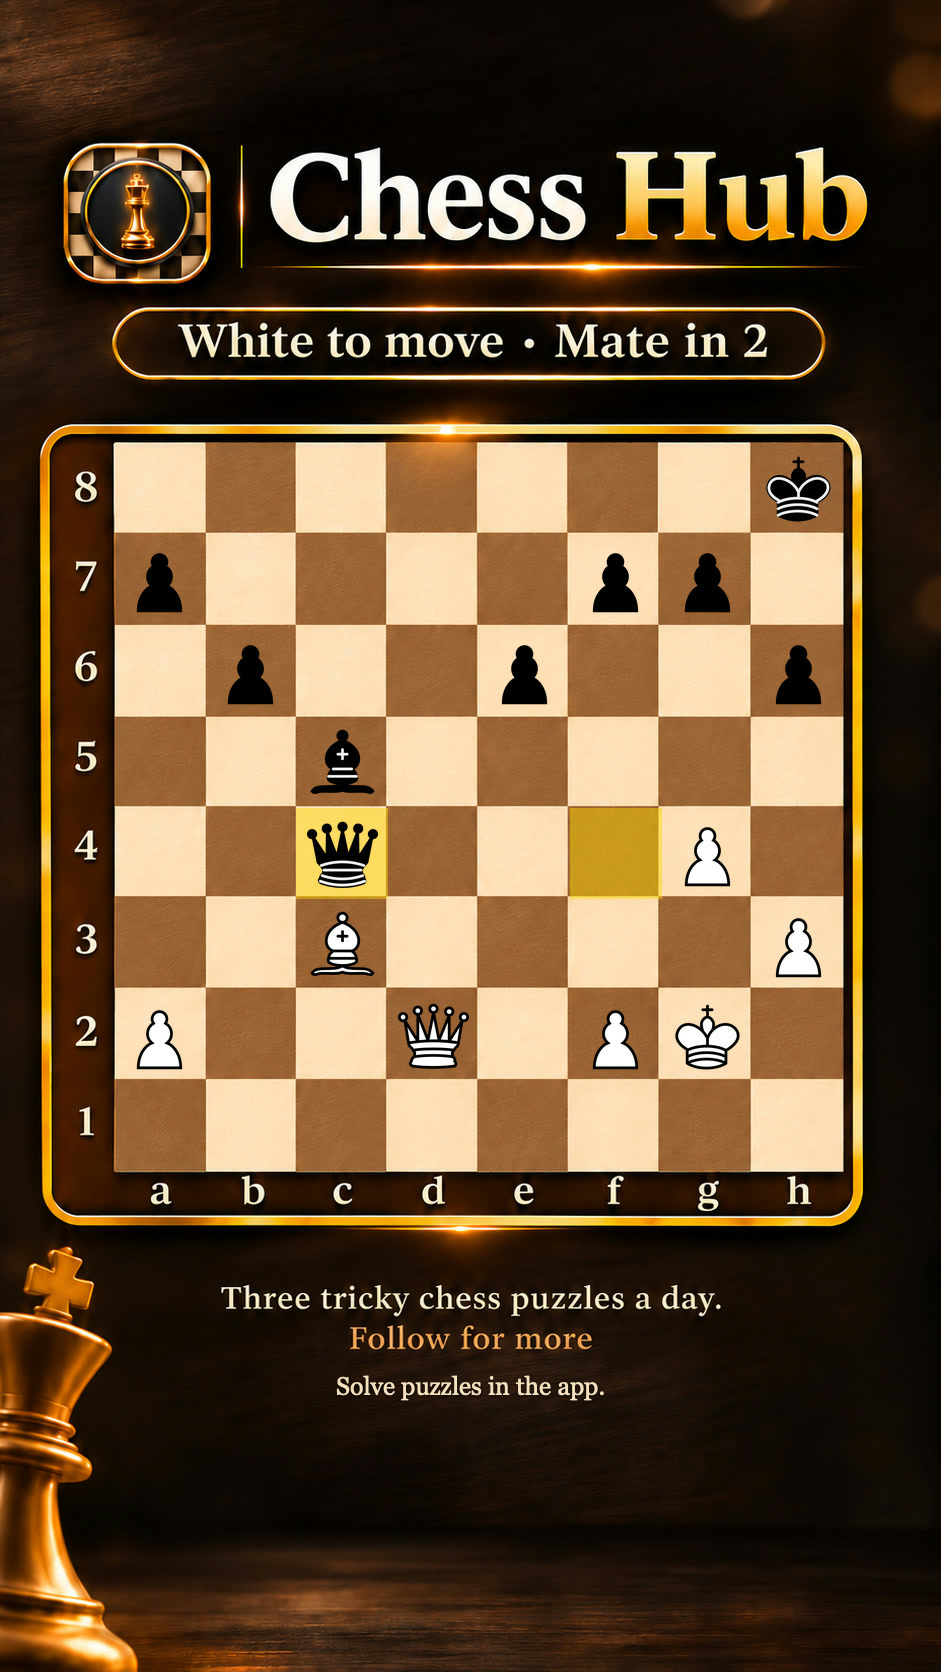 Chess Hub
White to move · Mate in 2
8
7
6
5
4
3
2
1
a b c d e f g h
Three tricky chess puzzles a day.
Follow for more
Solve puzzles in the app.